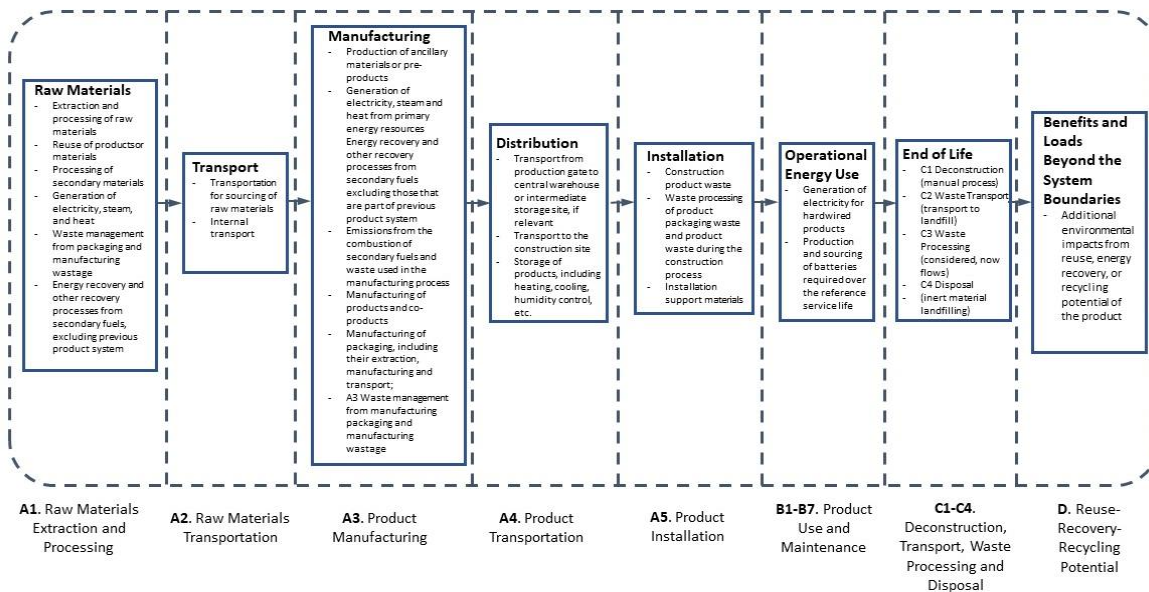 Raw Materials
- Extraction and
processing of raw
materials
- Reuse of productsor
materials
- Processing of
secondary materials
- Generation of
electricity, steam,
and heat
- Waste management
from packaging and
manufacturing
wastage
- Energy recovery and
other recovery
processes from
secondary fuels,
excluding previous
product system
Transport
- Transportation
for sourcing of
raw materials
- Internal
transport
Manufacturing
- Production of ancillary
materials or pre-
products
- Generation of
electricity, steam and
heat from primary
energy resources
Energy recovery and
other recovery
processes from
secondary fuels
excluding those that
are part of previous
product system
- Emissions from the
combustion of
secondary fuels and
waste used in the
manufacturing process
- Manufacturing of
products and co-
products
- Manufacturing of
packaging, including
their extraction,
manufacturing and
transport;
- A3 Waste management
from manufacturing
packaging and
manufacturing
wastage
Distribution
- Transport from
production gate to
central warehouse
or intermediate
storage site, if
relevant
- Transport to the
construction site
- Storage of
products, including
heating, cooling,
humidity control,
etc.
Installation
- Construction
product waste
- Waste processing
of product
packaging waste
and product
waste during the
construction
process
- Installation
support materials
Operational
Energy Use
- Generation of
electricity for
hardwired
products
- Production
and sourcing
of batteries
required over
the reference
service life
End of Life
- C1 Deconstruction
(manual process)
- C2 Waste Transport
(transport to
landfill)
- C3 Waste
Processing
(considered, now
flows)
- C4 Disposal
- (inert material
landfilling)
Benefits and
Loads
Beyond the
System
Boundaries
- Additional
environmental
impacts from
reuse, energy
recovery, or
recycling
potential of
the product
A1. Raw Materials
Extraction and
Processing
A2. Raw Materials
Transportation
A3. Product
Manufacturing
A4. Product
Transportation
A5. Product
Installation
B1-B7. Product
Use and
Maintenance
C1-C4.
Deconstruction,
Transport, Waste
Processing and
Disposal
D. Reuse-
Recovery-
Recycling
Potential